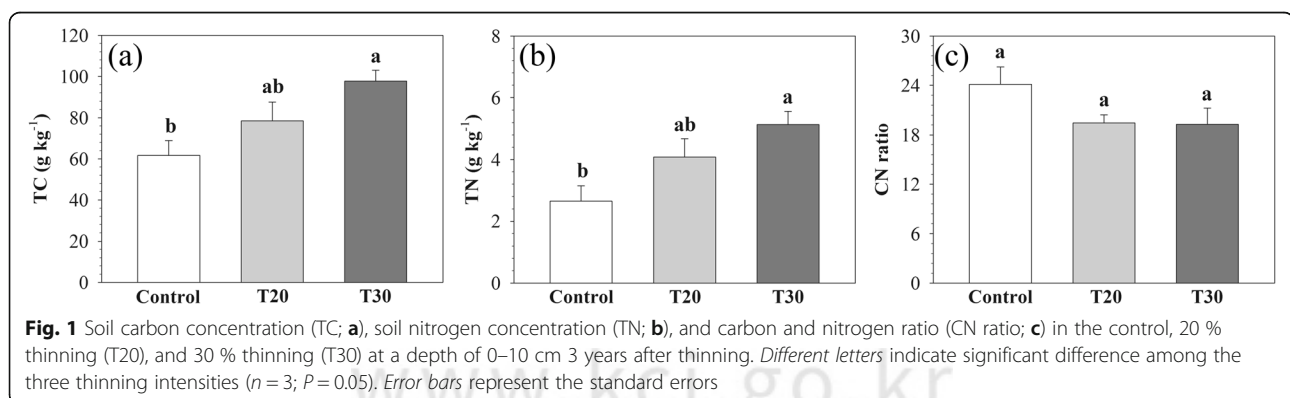 (a)
120
100
80
60
40
20
0
TC (g kg⁻¹)
b
ab
a
Control T20 T30
(b)
8
6
4
2
0
TN (g kg⁻¹)
b
ab
a
Control T20 T30
(c)
30
24
18
12
6
0
CN ratio
a
a
a
Control T20 T30
Fig. 1 Soil carbon concentration (TC; a), soil nitrogen concentration (TN; b), and carbon and nitrogen ratio (CN ratio; c) in the control, 20 %
thinning (T20), and 30 % thinning (T30) at a depth of 0–10 cm 3 years after thinning. Different letters indicate significant difference among the
three thinning intensities (n = 3; P = 0.05). Error bars represent the standard errors
www.kci.go.kr